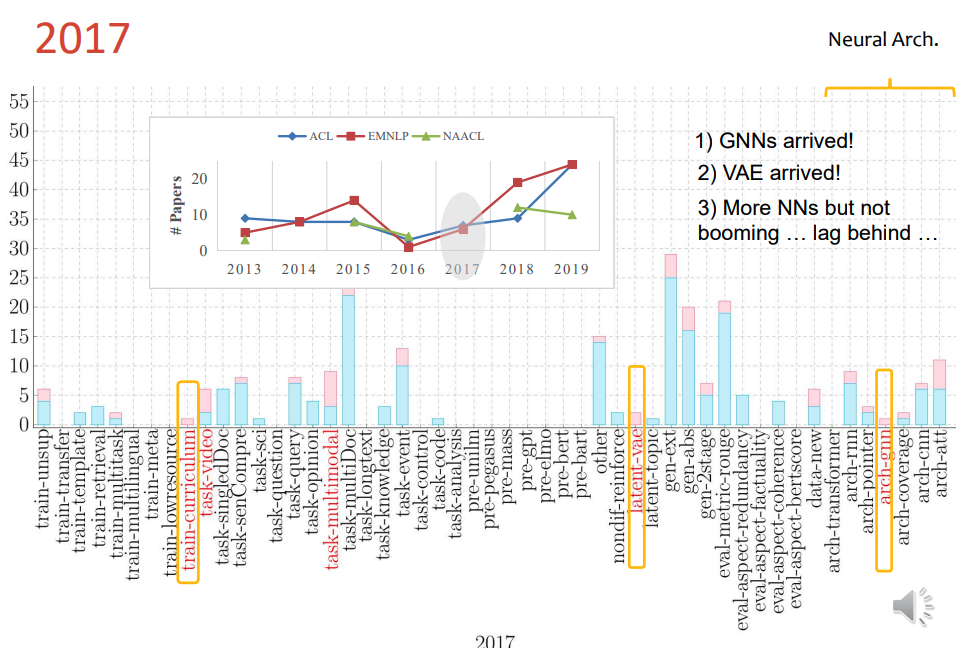 2017
Neural Arch.
1) GNNs arrived!
2) VAE arrived!
3) More NNs but not
booming … lag behind …
ACL EMNLP NAACL
# Papers
20
10
0
2013 2014 2015 2016 2017 2018 2019
55
50
45
40
35
30
25
20
15
10
5
0
train-unsup
train-transfer
train-template
train-retrieval
train-multitask
train-multilingual
train-meta
train-lowresource
train-curriculum
task-video
task-singledDoc
task-senCompre
task-sci
task-question
task-query
task-opinion
task-multimodal
task-multiDoc
task-longtext
task-knowledge
task-event
task-control
task-code
task-analysis
pre-unilm
pre-pegasus
pre-mass
pre-gpt
pre-elmo
pre-bert
pre-bart
other
nondif-reinforce
latent-vae
latent-topic
gen-ext
gen-abs
gen-2stage
eval-metric-rouge
eval-aspect-redundancy
eval-aspect-factuality
eval-aspect-coherence
eval-aspect-bertscore
data-new
arch-transformer
arch-rnn
arch-pointer
arch-gnn
arch-coverage
arch-cnn
arch-att
2017